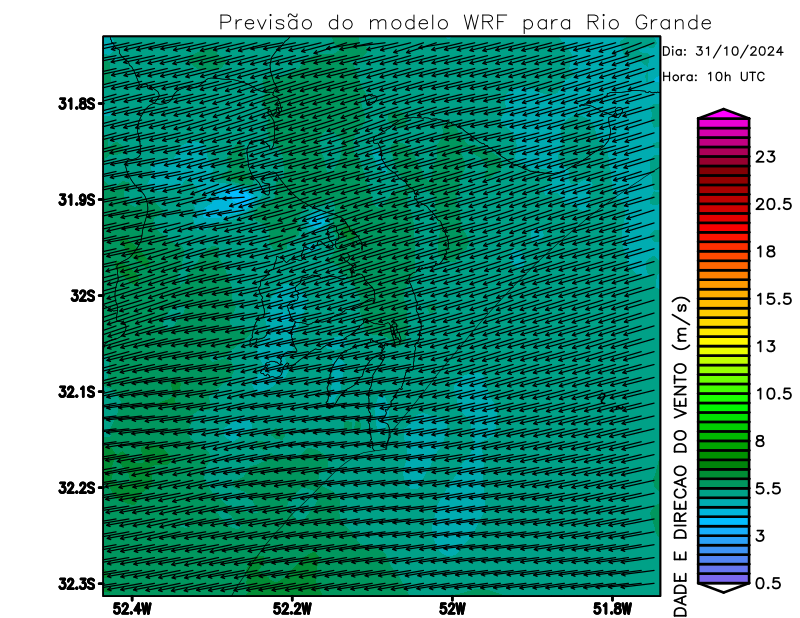 Previsão do modelo WRF para Rio Grande
Dia: 31/10/2024
Hora: 10h UTC
31.8S
31.9S
32S
32.1S
32.2S
32.3S
52.4W
52.2W
52W
51.8W
23
20.5
18
15.5
13
10.5
8
5.5
3
0.5
DADE E DIRECAO DO VENTO (m/s)